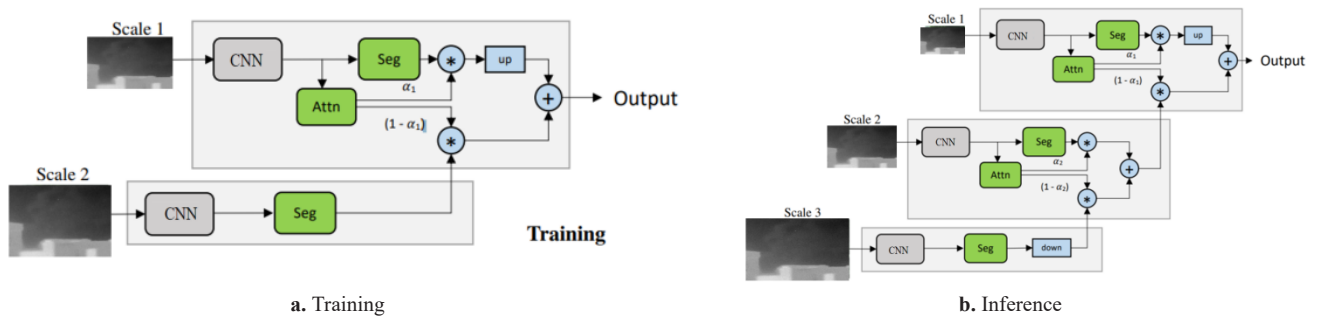 Scale 1
CNN
Seg
α1
up
Attn
(1 - α1)
Output
Scale 2
CNN
Seg
Training
a. Training
Scale 1
CNN
Seg
α1
up
Attn
(1 - α1)
Output
Scale 2
CNN
Seg
α2
Attn
(1 - α2)
Scale 3
CNN
Seg
down
b. Inference